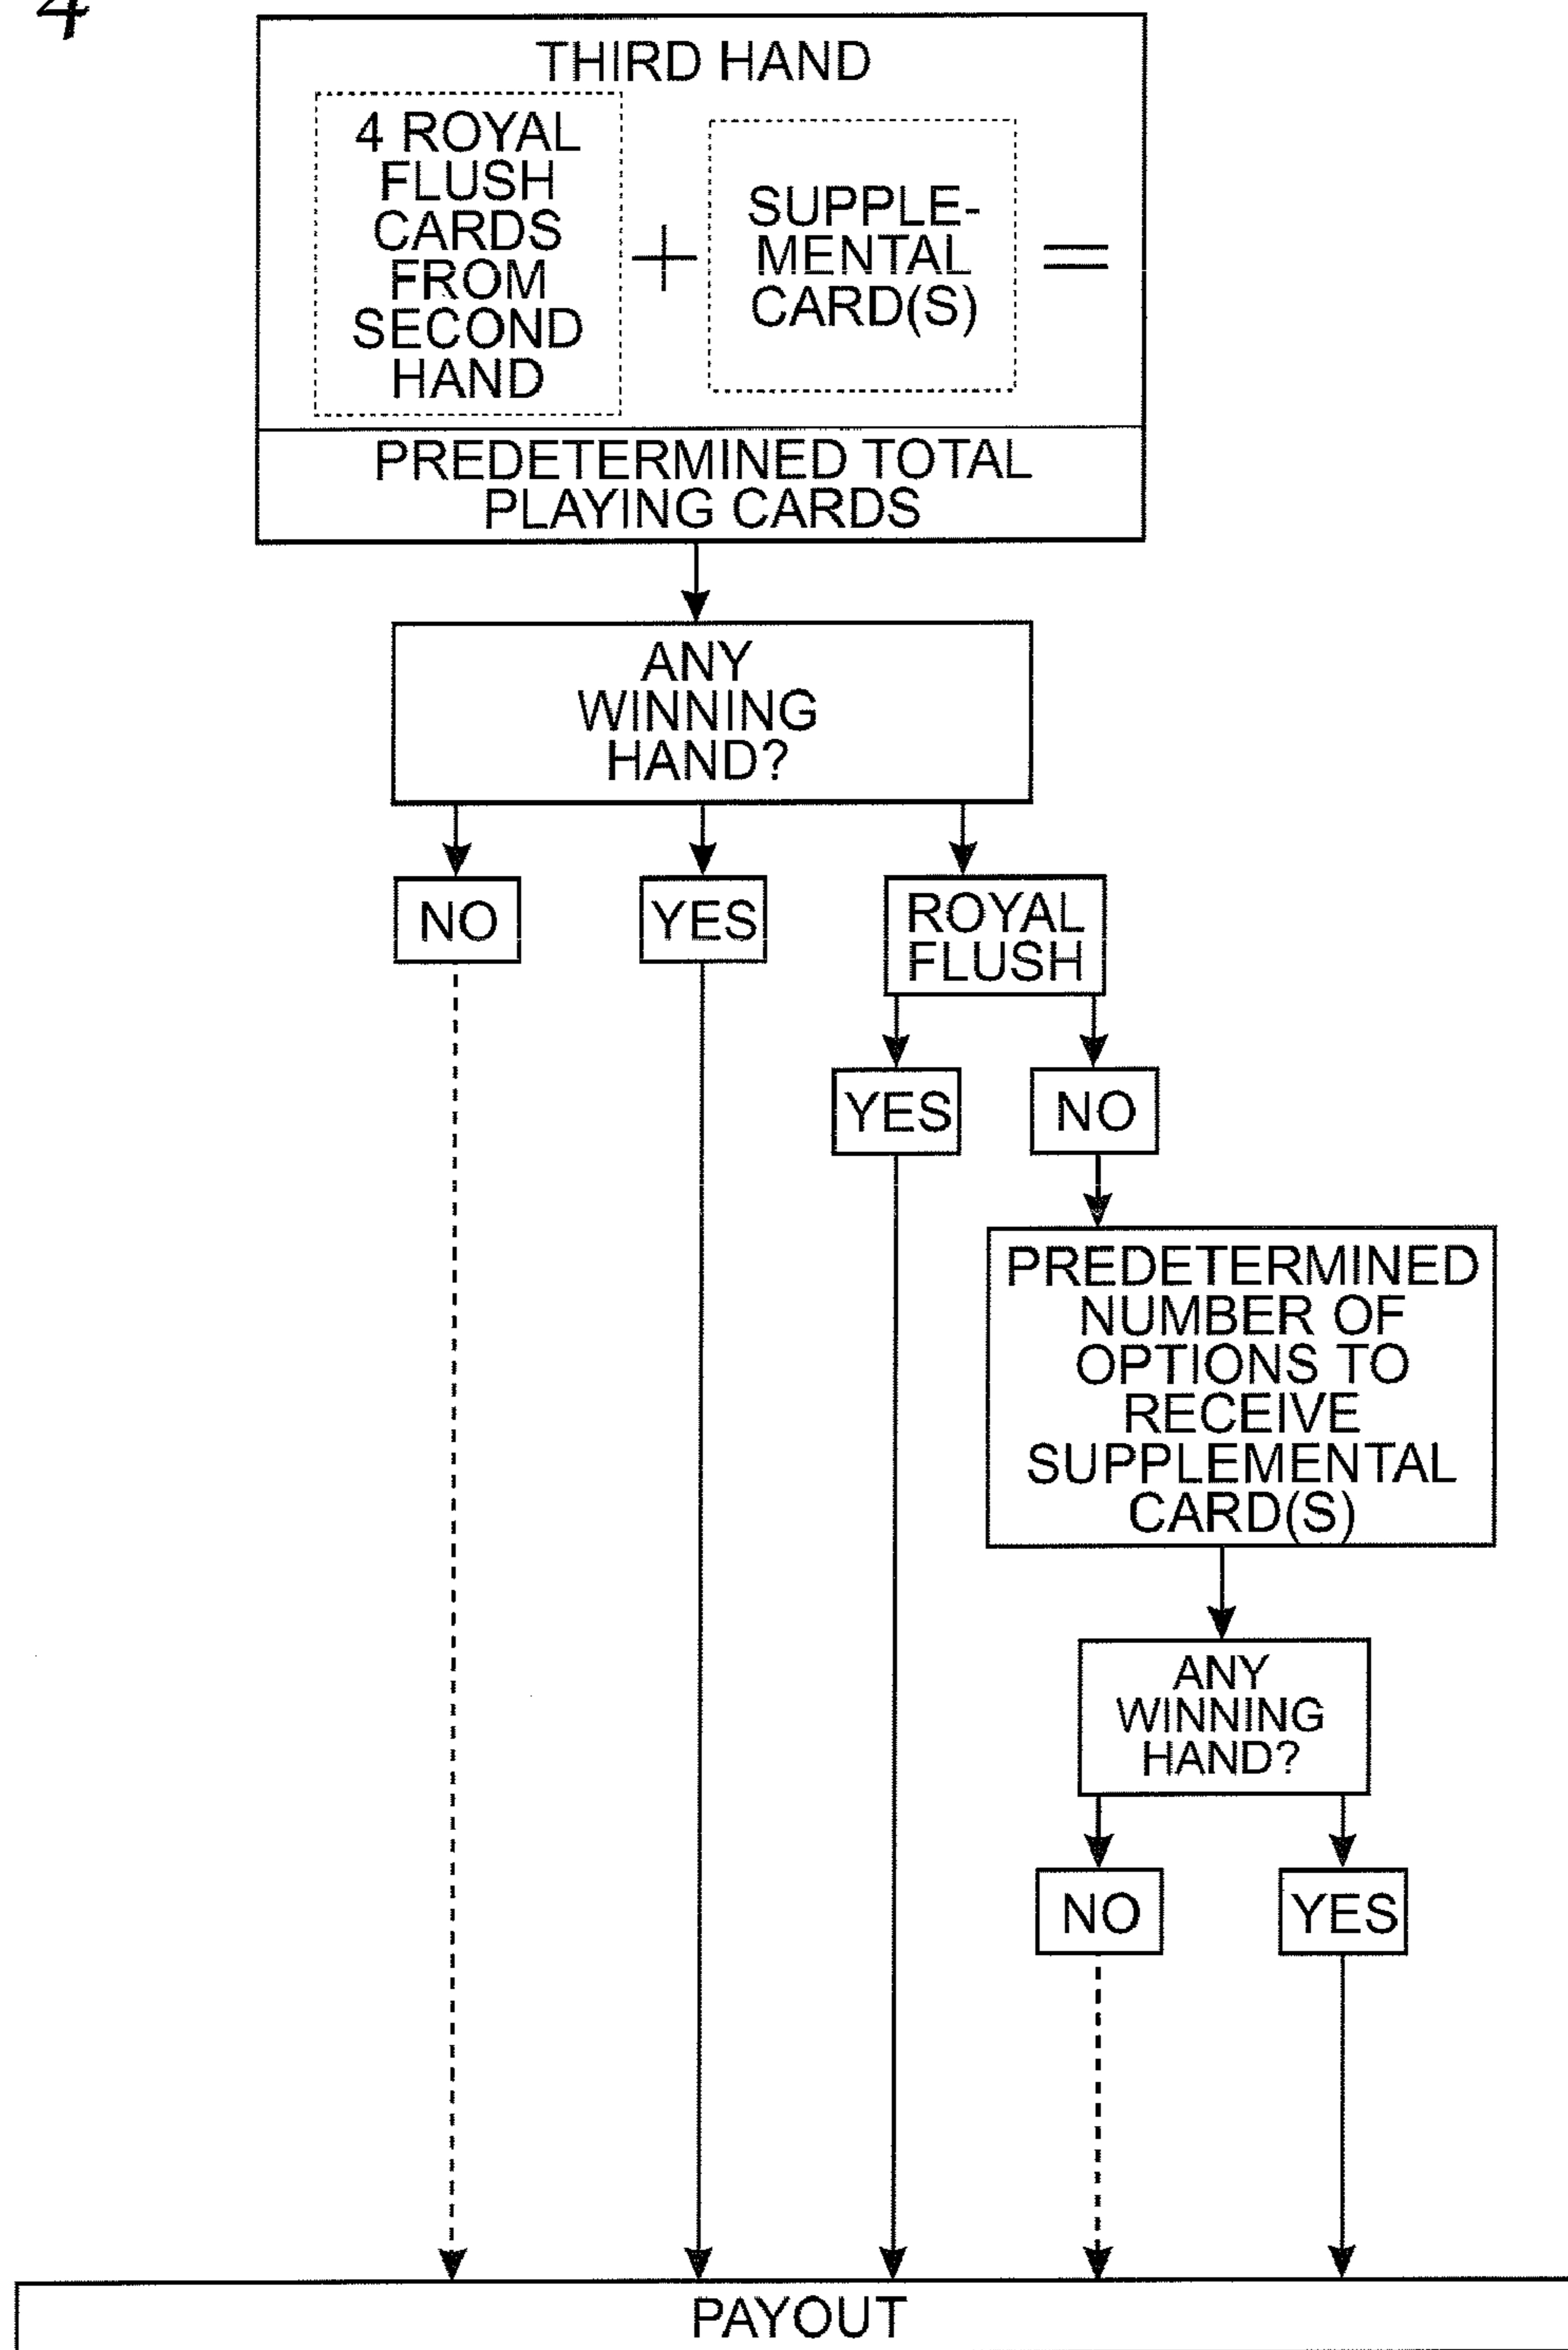 4
THIRD HAND
4 ROYAL
FLUSH
CARDS
FROM
SECOND
HAND
+
SUPPLE-
MENTAL
CARD(S)
=
PREDETERMINED TOTAL
PLAYING CARDS
ANY
WINNING
HAND?
NO
YES
ROYAL
FLUSH
YES
NO
PREDETERMINED
NUMBER OF
OPTIONS TO
RECEIVE
SUPPLEMENTAL
CARD(S)
ANY
WINNING
HAND?
NO
YES
PAYOUT